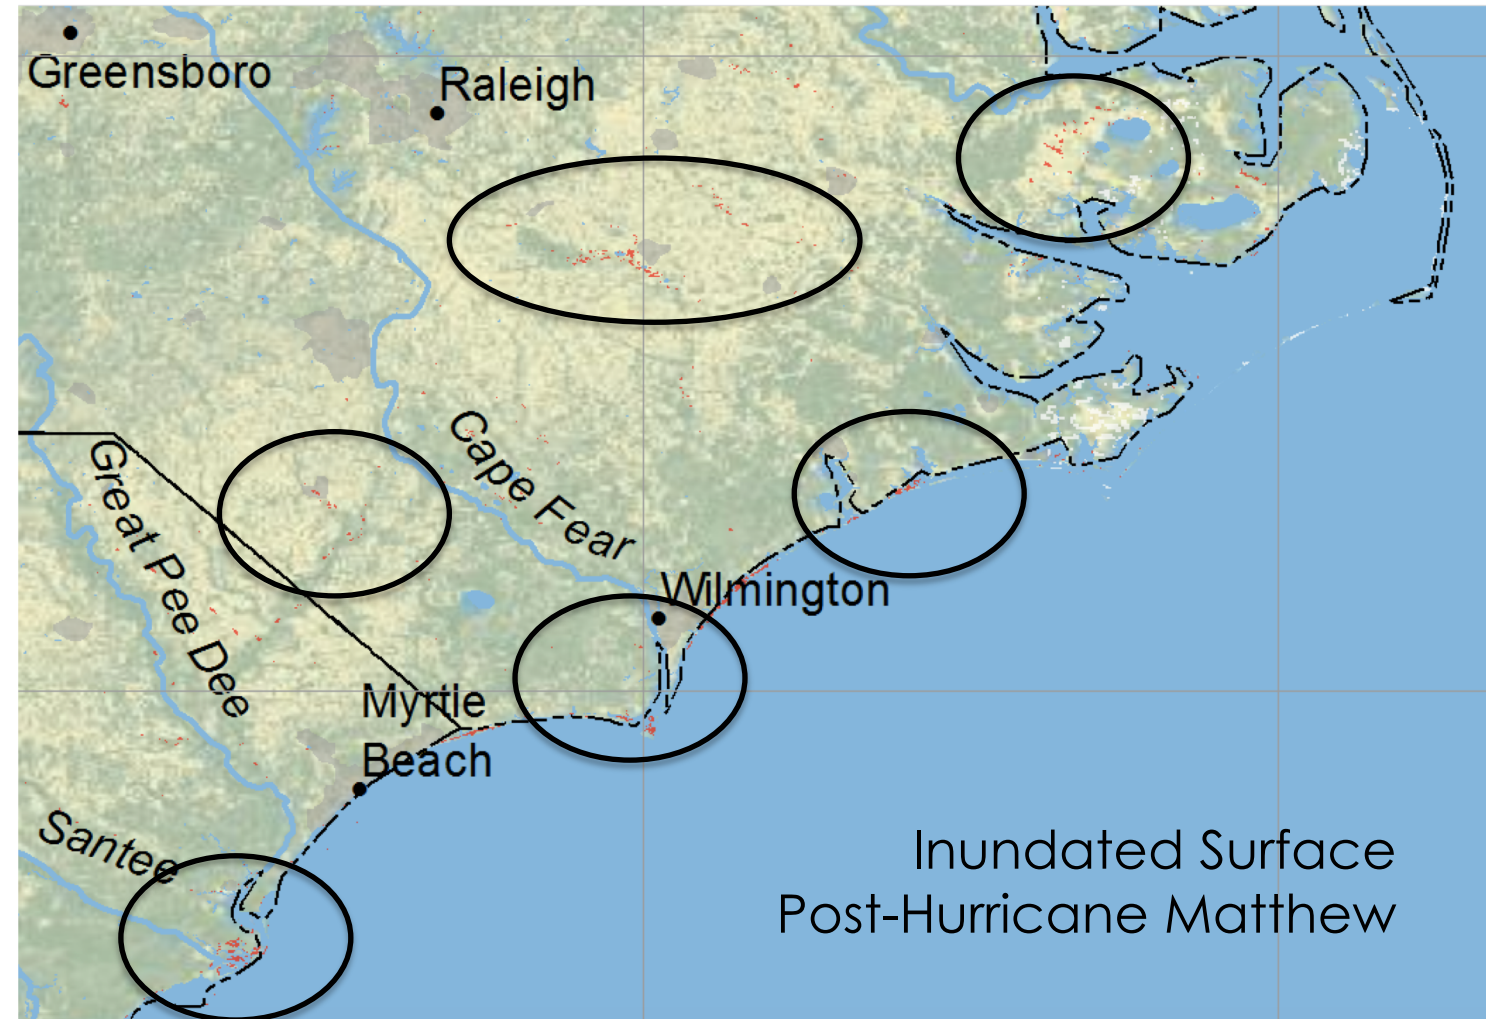 Greensboro
Raleigh
Cape Fear
Great Pee Dee
Wilmington
Myrtle
Beach
Santee
Inundated Surface
Post-Hurricane Matthew